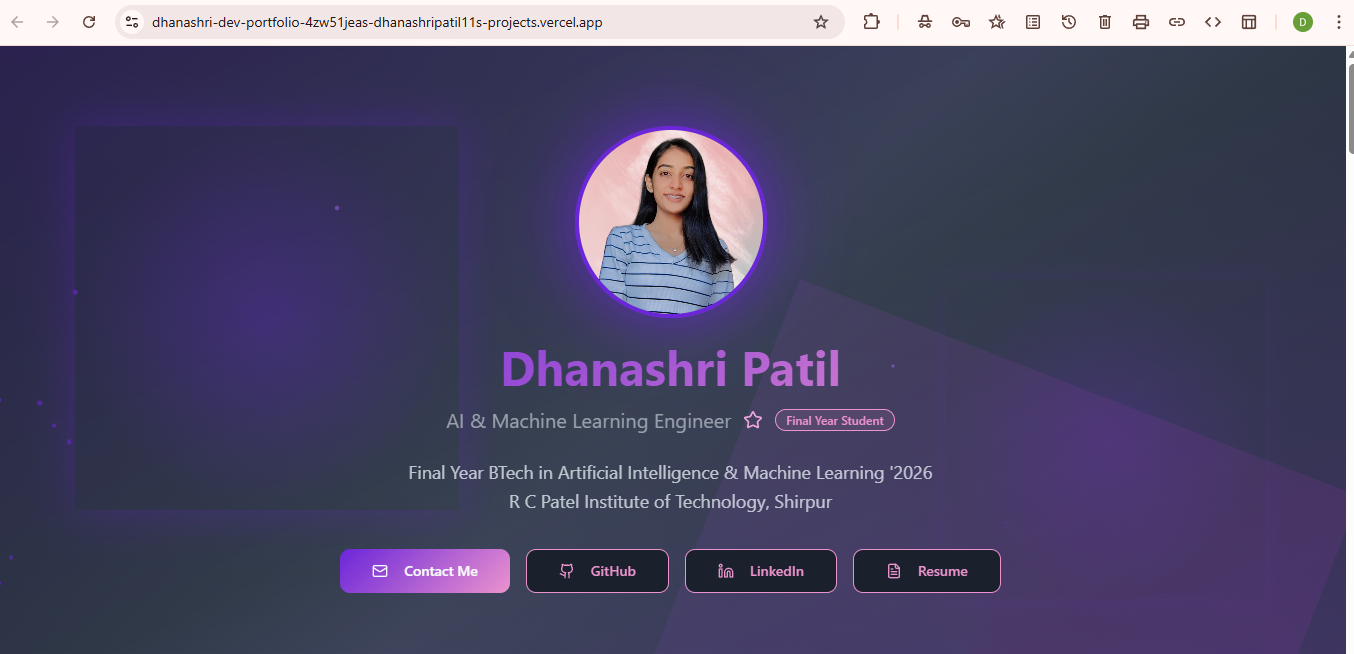 dhanashri-dev-portfolio-4zw51jeas-dhanashripatil11s-projects.vercel.app
D
Dhanashri Patil
AI & Machine Learning Engineer Final Year Student
Final Year BTech in Artificial Intelligence & Machine Learning '2026
R C Patel Institute of Technology, Shirpur
Contact Me GitHub LinkedIn Resume